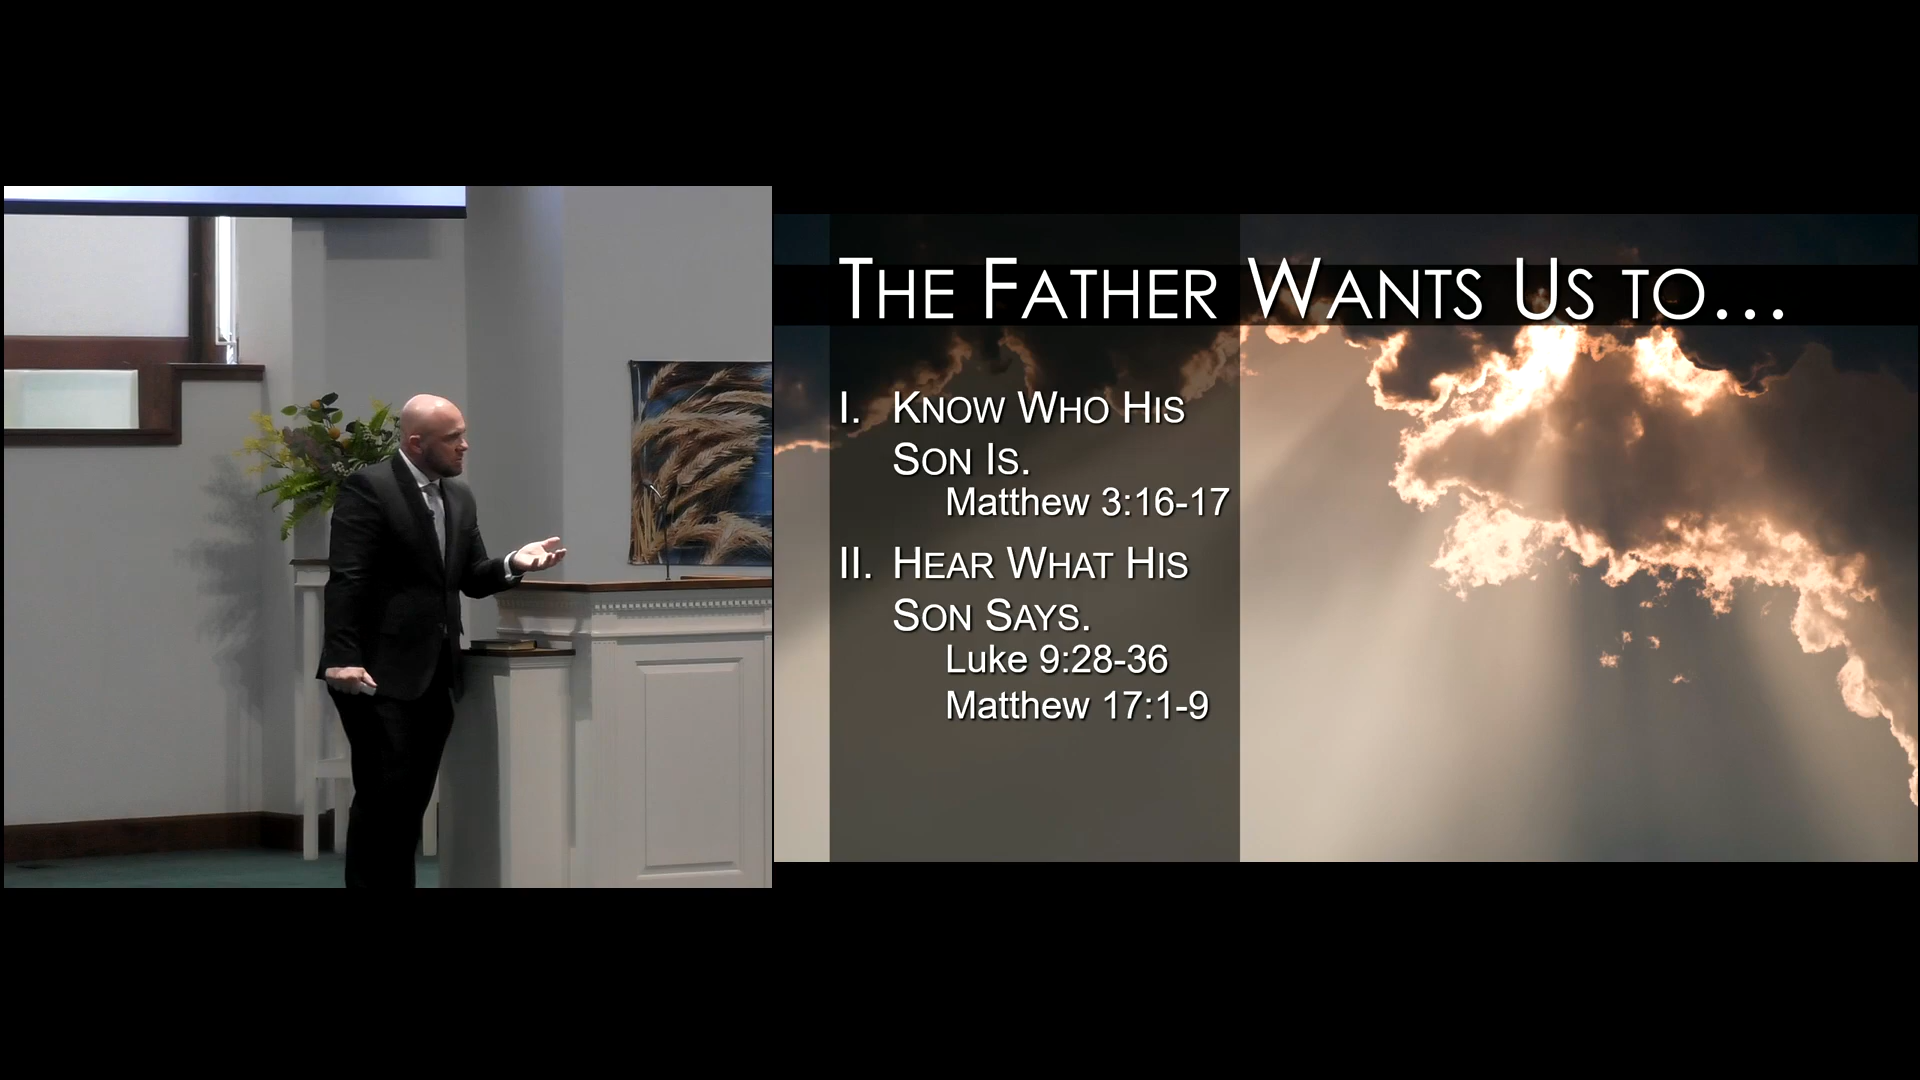 THE FATHER WANTS US TO...
I. KNOW WHO HIS
SON IS.
Matthew 3:16-17
II. HEAR WHAT HIS
SON SAYS.
Luke 9:28-36
Matthew 17:1-9